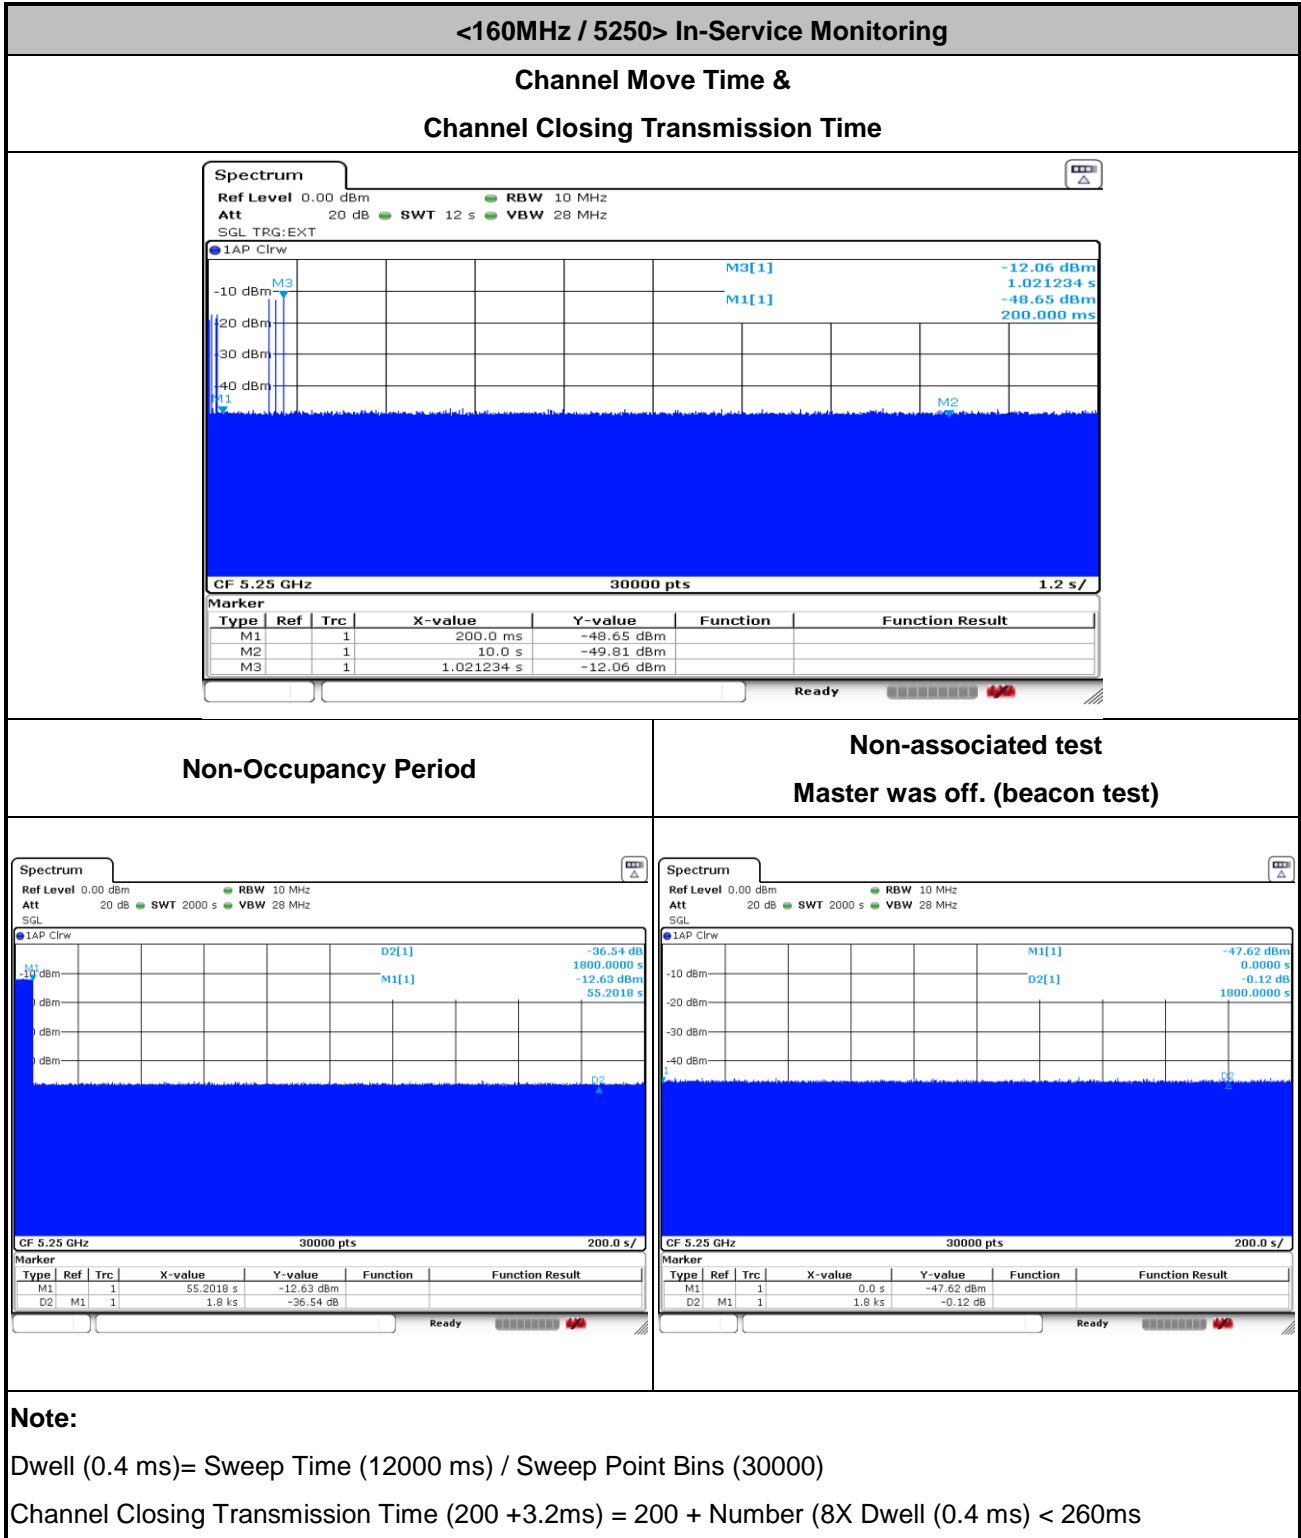 <160MHz / 5250> In-Service Monitoring
Channel Move Time &
Channel Closing Transmission Time
Spectrum
Ref Level 0.00 dBm RBW 10 MHz
Att 20 dB SWT 12 s VBW 28 MHz
SGL TRG:EXT
1AP Clrw
M3[1] -12.06 dBm
1.021234 s
M1[1] -48.65 dBm
200.000 ms
M3
-10 dBm
-20 dBm
-30 dBm
-40 dBm
M1
M2
CF 5.25 GHz 30000 pts 1.2 s/
Marker
Type Ref Trc X-value Y-value Function Function Result
M1 1 200.0 ms -48.65 dBm
M2 1 10.0 s -49.81 dBm
M3 1 1.021234 s -12.06 dBm
Ready
Non-Occupancy Period
Spectrum
Ref Level 0.00 dBm RBW 10 MHz
Att 20 dB SWT 2000 s VBW 28 MHz
SGL
1AP Clrw
D2[1] -36.54 dB
1800.0000 s
M1[1] -12.63 dBm
55.2018 s
M1
-10 dBm
dBm
dBm
dBm
D2
CF 5.25 GHz 30000 pts 200.0 s/
Marker
Type Ref Trc X-value Y-value Function Function Result
M1 1 55.2018 s -12.63 dBm
D2 M1 1 1.8 ks -36.54 dB
Ready
Non-associated test
Master was off. (beacon test)
Spectrum
Ref Level 0.00 dBm RBW 10 MHz
Att 20 dB SWT 2000 s VBW 28 MHz
SGL
1AP Clrw
M1[1] -47.62 dBm
0.0000 s
D2[1] -0.12 dB
1800.0000 s
-10 dBm
-20 dBm
-30 dBm
-40 dBm
1
D2
CF 5.25 GHz 30000 pts 200.0 s/
Marker
Type Ref Trc X-value Y-value Function Function Result
M1 1 0.0 s -47.62 dBm
D2 M1 1 1.8 ks -0.12 dB
Ready
Note:
Dwell (0.4 ms)= Sweep Time (12000 ms) / Sweep Point Bins (30000)
Channel Closing Transmission Time (200 +3.2ms) = 200 + Number (8X Dwell (0.4 ms) < 260ms